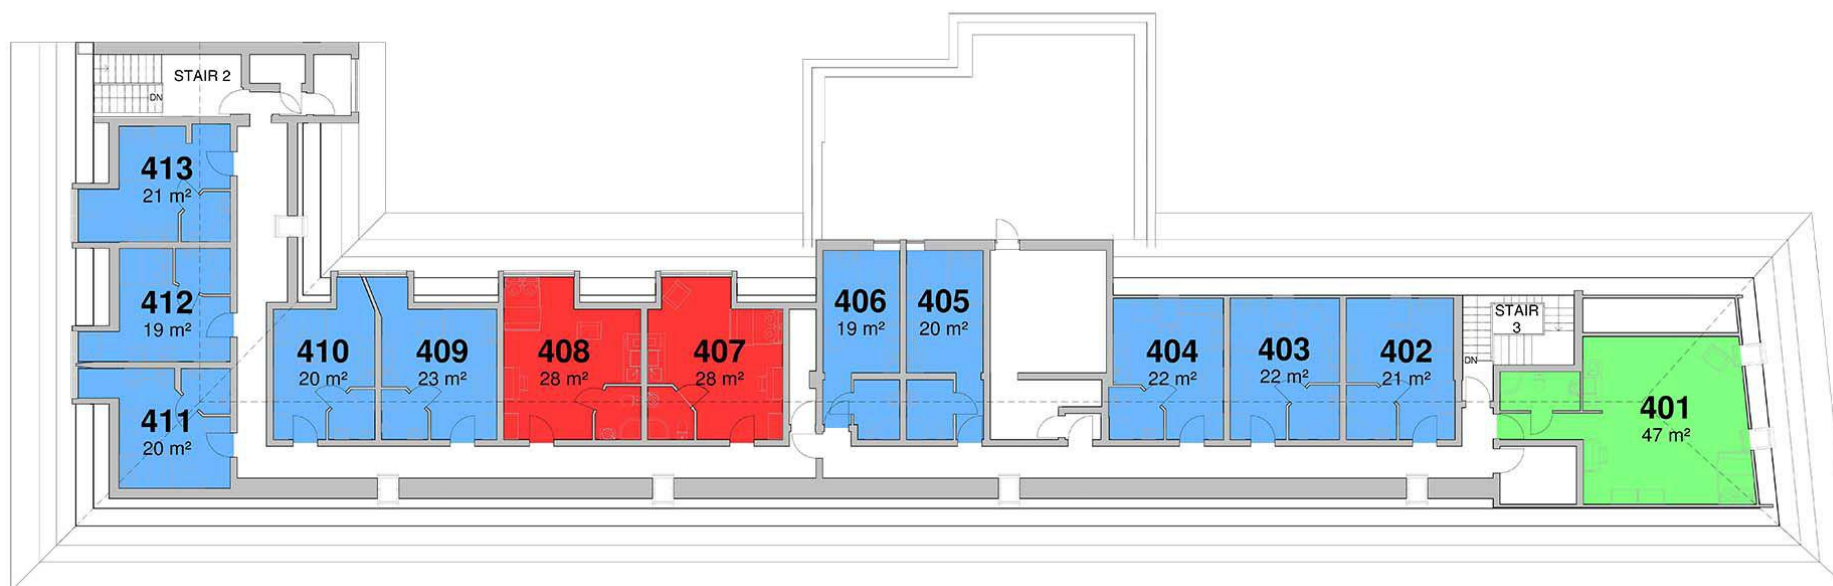 STAIR 2
DN
413
21 m²
412
19 m²
411
20 m²
410
20 m²
409
23 m²
408
28 m²
407
28 m²
406
19 m²
405
20 m²
404
22 m²
403
22 m²
402
21 m²
STAIR
3
DN
401
47 m²